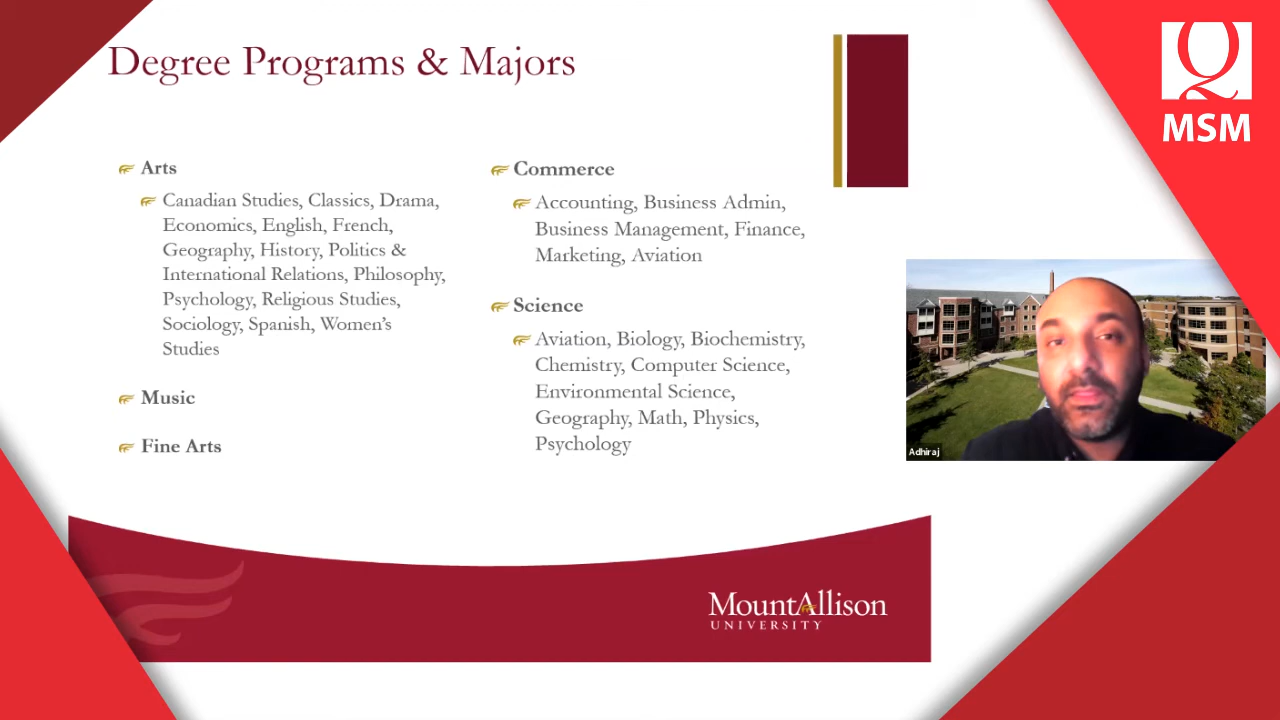 Degree Programs & Majors
Arts
Canadian Studies, Classics, Drama,
Economics, English, French,
Geography, History, Politics &
International Relations, Philosophy,
Psychology, Religious Studies,
Sociology, Spanish, Women's
Studies
Music
Fine Arts
Commerce
Accounting, Business Admin,
Business Management, Finance,
Marketing, Aviation
Science
Aviation, Biology, Biochemistry,
Chemistry, Computer Science,
Environmental Science,
Geography, Math, Physics,
Psychology
MSM
Adhiraj
MountAllison
UNIVERSITY